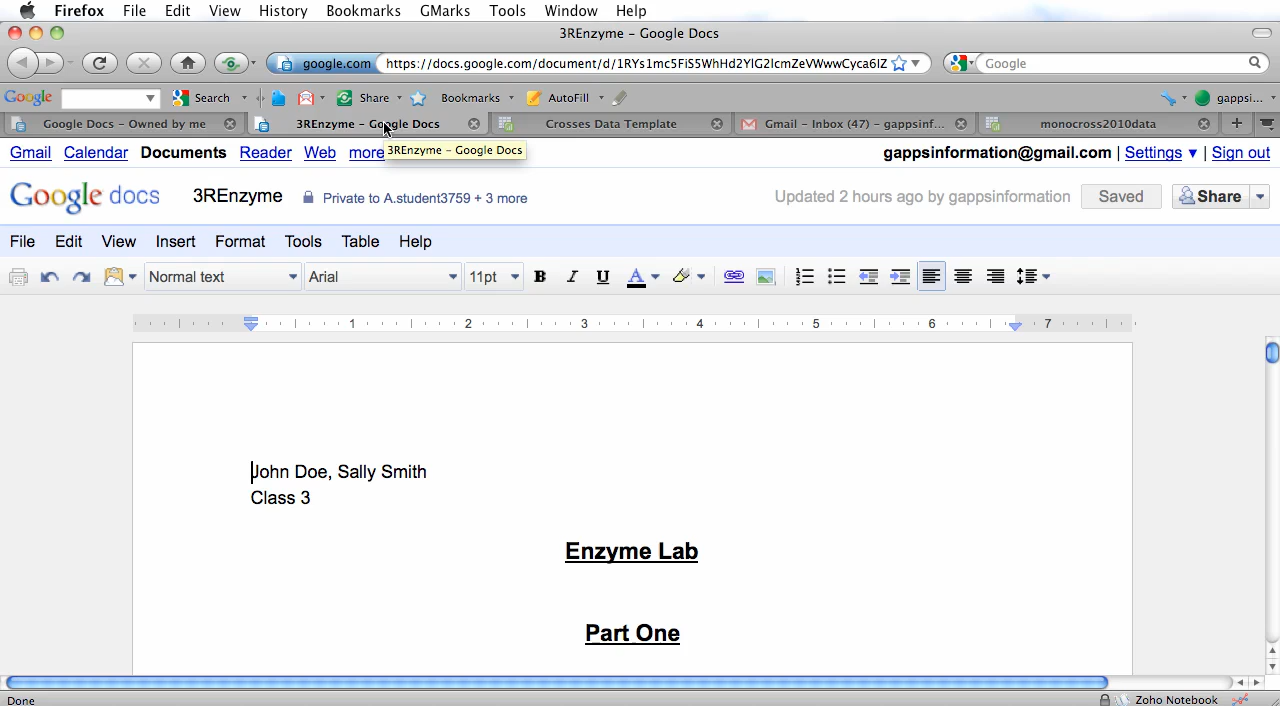 Firefox File Edit View History Bookmarks GMarks Tools Window Help
3REnzyme – Google Docs
google.com https://docs.google.com/document/d/1RYs1mc5FiS5WhHd2YlG2lcmZeVWwwCyca6lZ Google
Google Search Share Bookmarks AutoFill gappsi...
Google Docs – Owned by me 3REnzyme – Google Docs Crosses Data Template Gmail – Inbox (47) – gappsinf... monocross2010data
Gmail Calendar Documents Reader Web more 3REnzyme – Google Docs gappsinformation@gmail.com | Settings ▼ | Sign out
Google docs 3REnzyme Private to A.student3759 + 3 more Updated 2 hours ago by gappsinformation Saved Share
File Edit View Insert Format Tools Table Help
Normal text Arial 11pt B I U A
1 2 3 4 5 6 7
John Doe, Sally Smith
Class 3
Enzyme Lab
Part One
Done Zoho Notebook